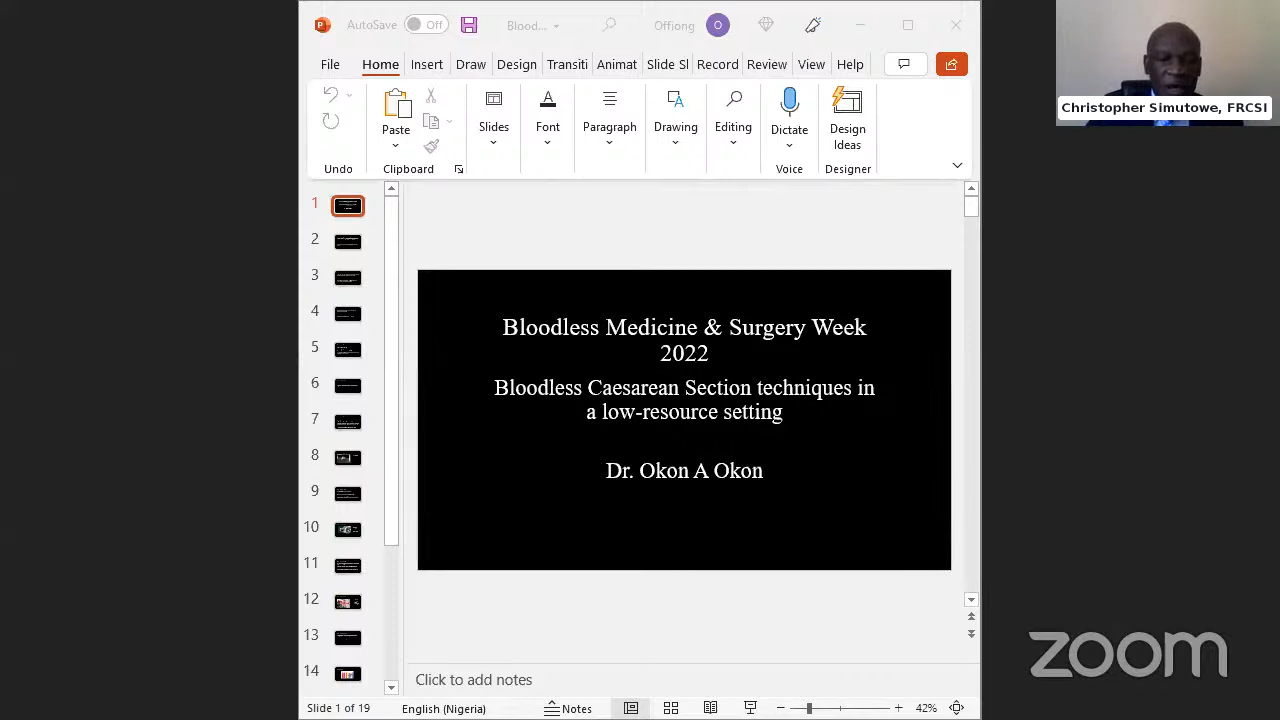 AutoSave Off Blood... Offiong O
File Home Insert Draw Design Transiti Animat Slide Sl Record Review View Help
Paste Slides Font Paragraph Drawing Editing Dictate Design
Ideas
Undo Clipboard Voice Designer
Christopher Simutowe, FRCSI
1
2
3
4
5
6
7
8
9
10
11
12
13
14
Bloodless Medicine & Surgery Week
2022
Bloodless Caesarean Section techniques in
a low-resource setting
Dr. Okon A Okon
Click to add notes
Slide 1 of 19 English (Nigeria) Notes 42%
zoom